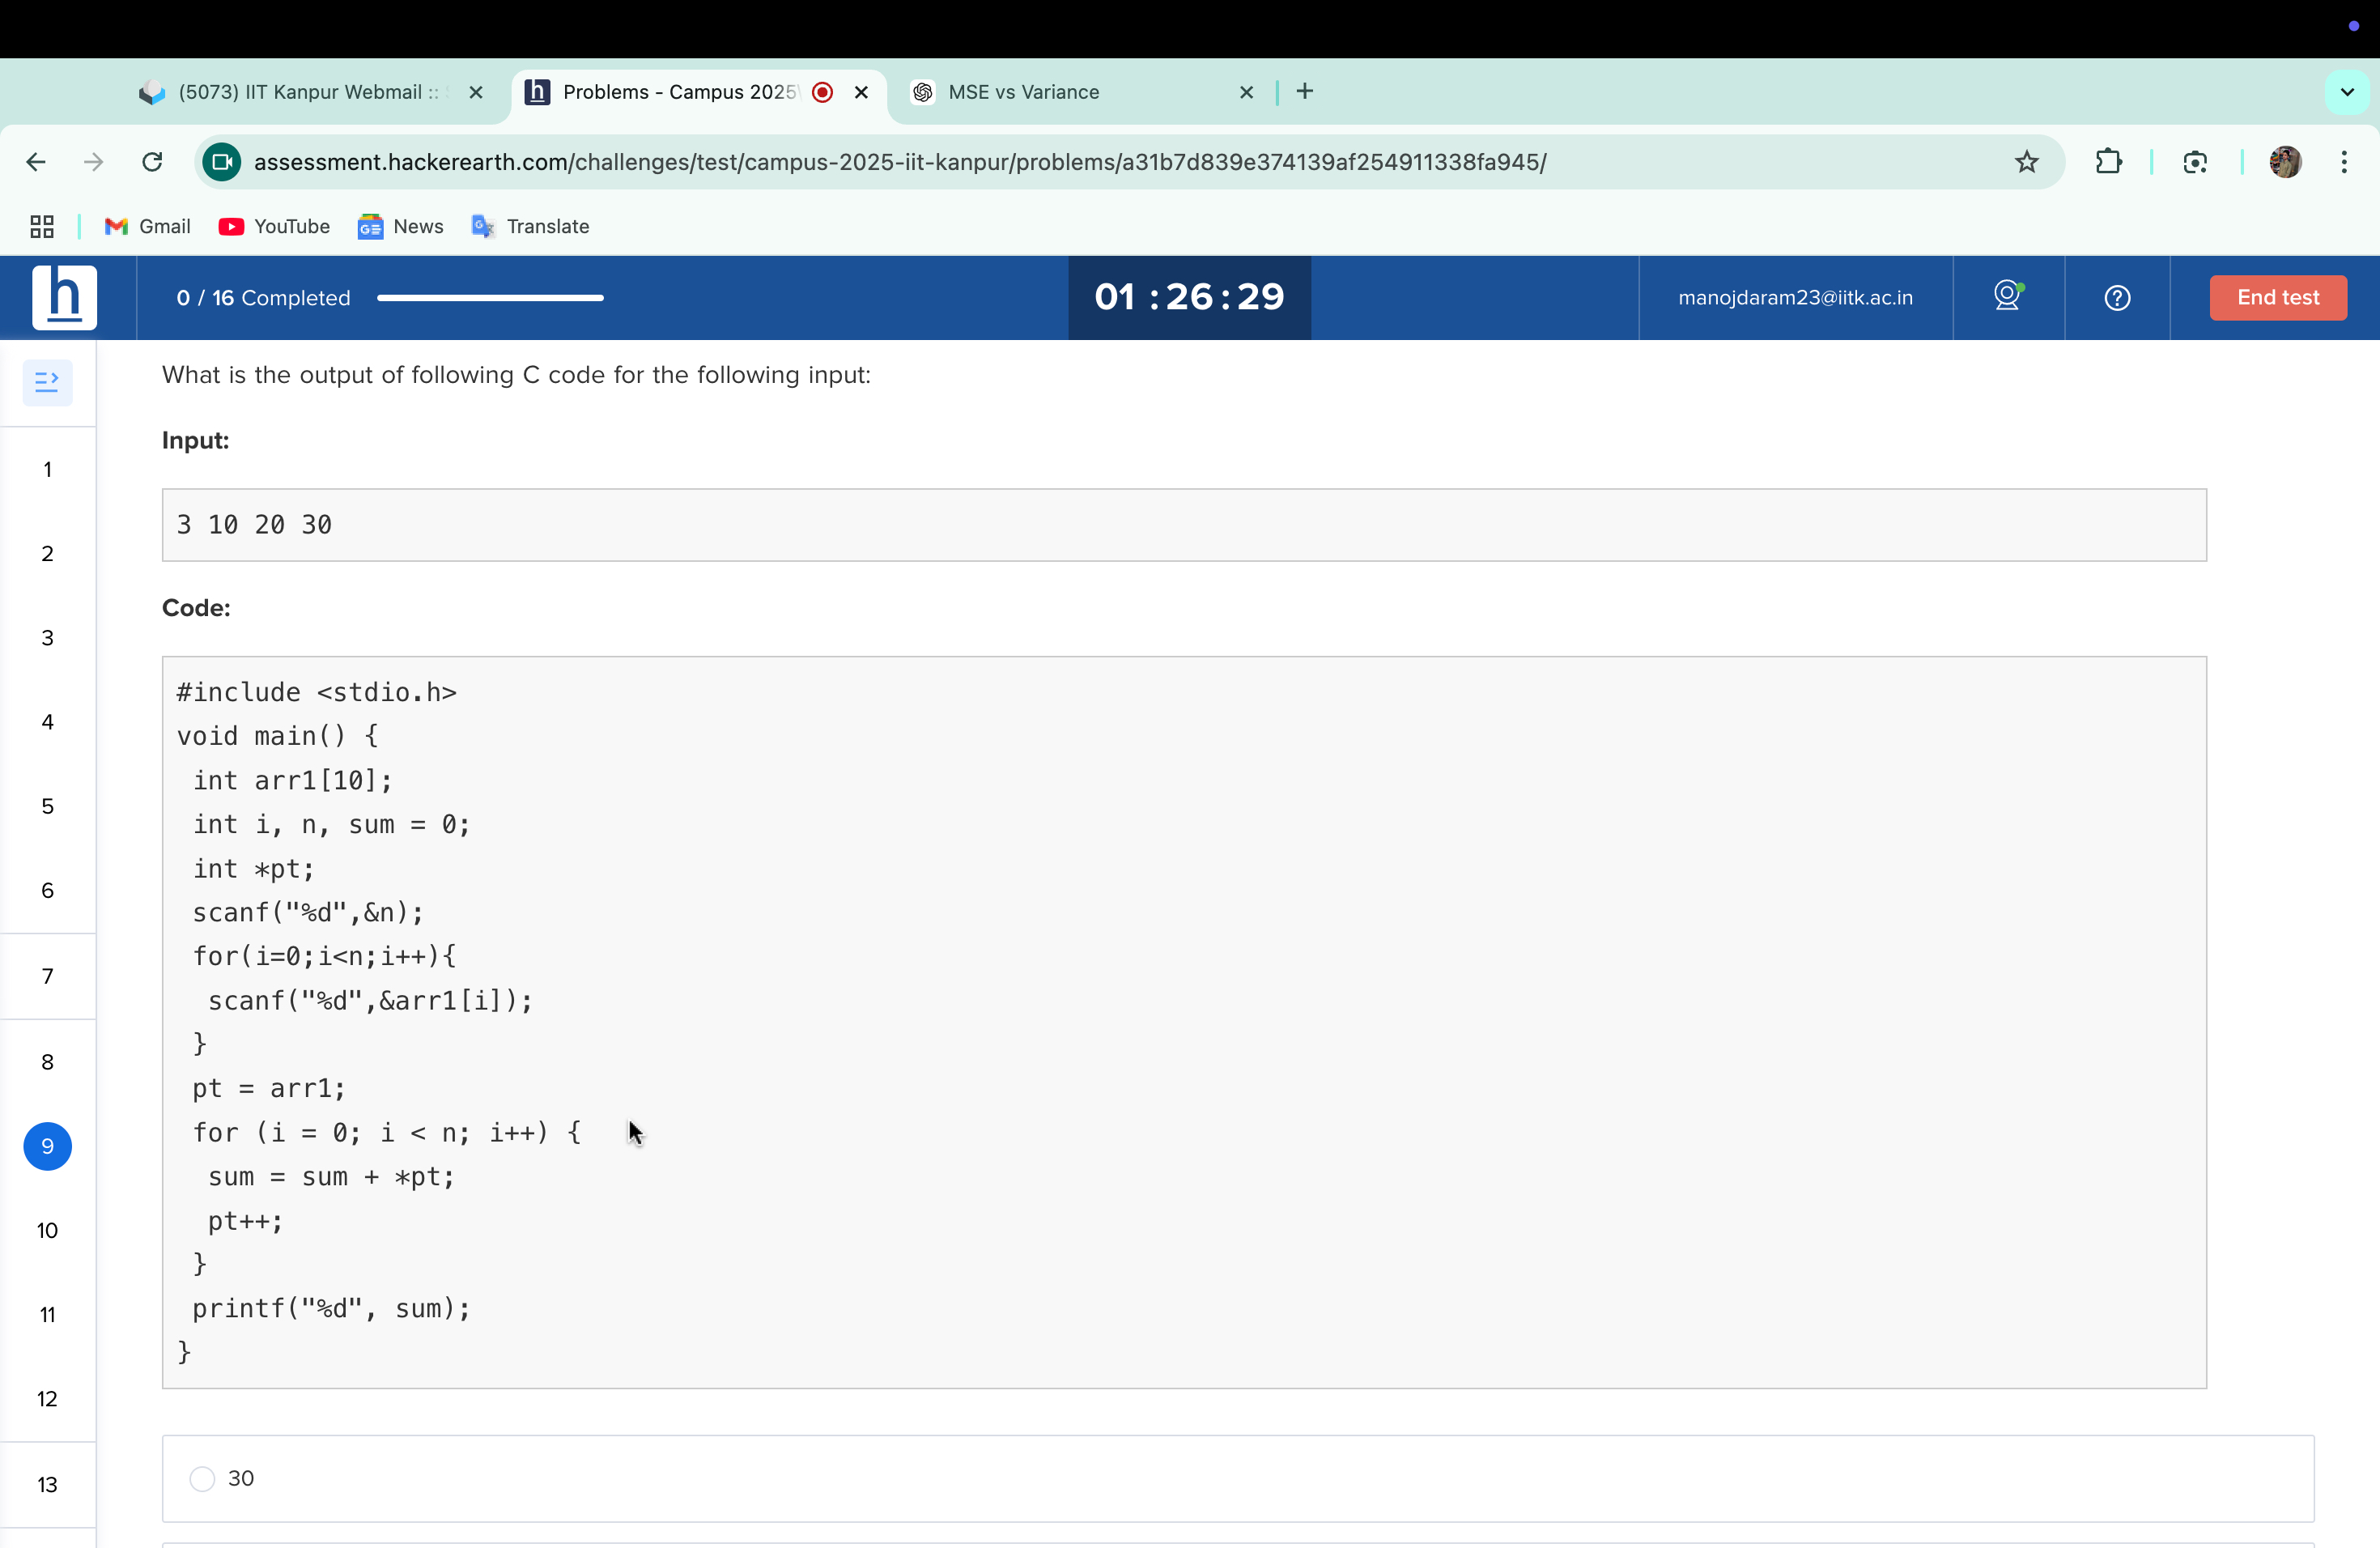 (5073) IIT Kanpur Webmail ::
Problems - Campus 2025
MSE vs Variance
assessment.hackerearth.com/challenges/test/campus-2025-iit-kanpur/problems/a31b7d839e374139af254911338fa945/
Gmail
YouTube
News
Translate
h
0 / 16 Completed
01 : 26 : 29
manojdaram23@iitk.ac.in
End test
1
2
3
4
5
6
7
8
9
10
11
12
13
What is the output of following C code for the following input:
Input:
3 10 20 30
Code:
#include <stdio.h>
void main() {
int arr1[10];
int i, n, sum = 0;
int *pt;
scanf("%d",&n);
for(i=0;i<n;i++){
scanf("%d",&arr1[i]);
}
pt = arr1;
for (i = 0; i < n; i++) {
sum = sum + *pt;
pt++;
}
printf("%d", sum);
}
30